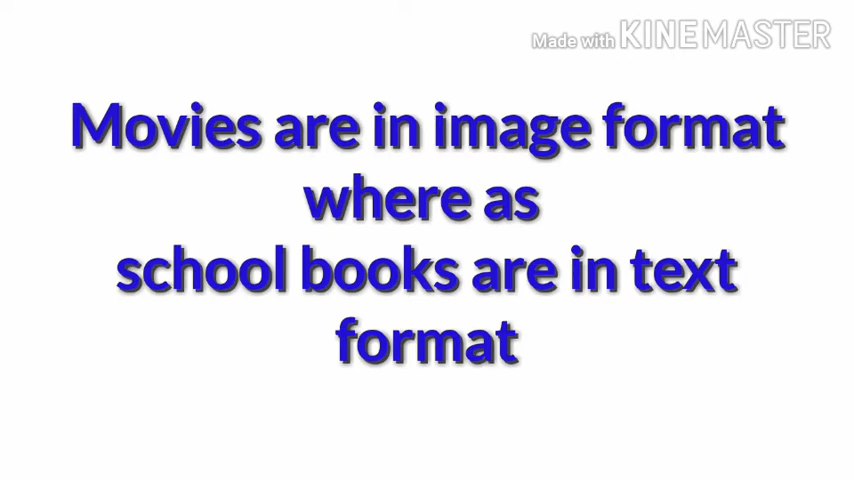 Made with KINEMASTER
Movies are in image format
where as
school books are in text
format